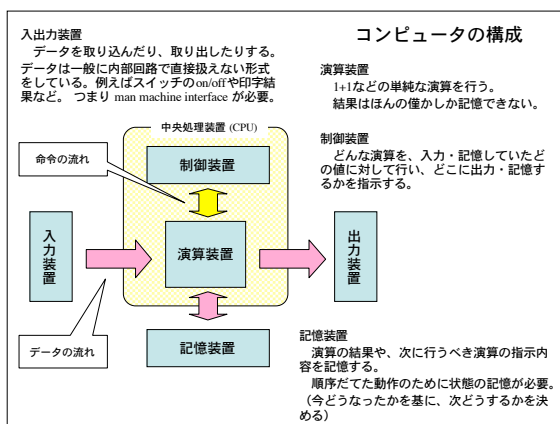 コンピュータの構成
入出力装置
データを取り込んだり、取り出したりする。
データは一般に内部回路で直接扱えない形式
をしている。例えばスイッチのon/offや印字結
果など。 つまり man machine interface が必要。
演算装置
1+1などの単純な演算を行う。
結果はほんの僅かしか記憶できない。
制御装置
どんな演算を、入力・記憶していたど
の値に対して行い、どこに出力・記憶す
るかを指示する。
中央処理装置 (CPU)
命令の流れ
制御装置
入力装置
演算装置
出力装置
データの流れ
記憶装置
記憶装置
演算の結果や、次に行うべき演算の指示内
容を記憶する。
順序だてた動作のために状態の記憶が必要。
（今どうなったかを基に、次どうするかを決
める）